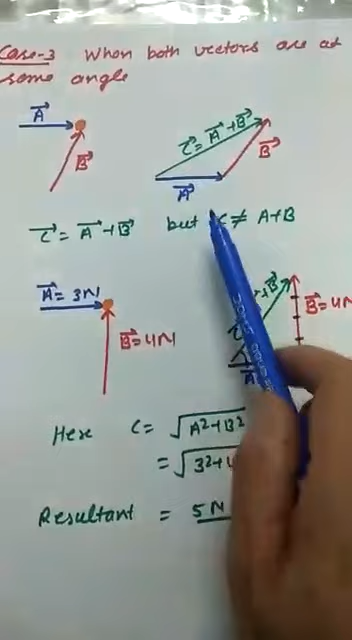 Case-3 When both vectors are at
some angle
A
B
C = A+B
B
A
C = A+B but C ≠ A+B
A = 3N
B = 4N
+B
B = 4N
A
Here C = √A²+B²
= √3²+4
Resultant = 5N